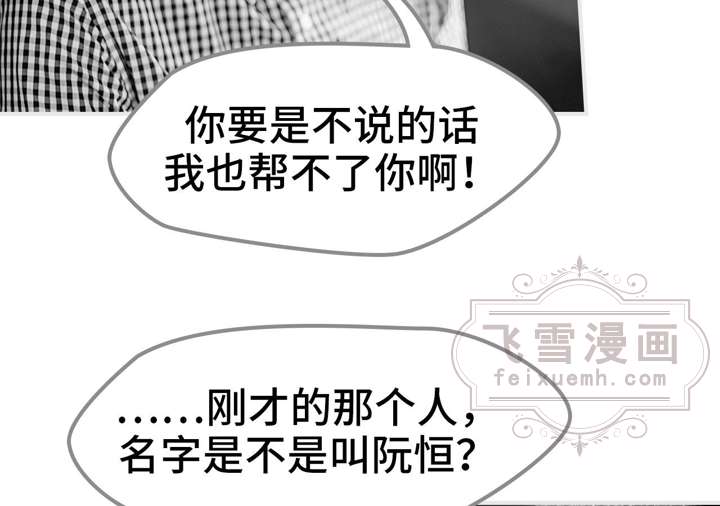 你要是不说的话
我也帮不了你啊！
飞雪漫画
feixuemh.com
……刚才的那个人，
名字是不是叫阮恒？